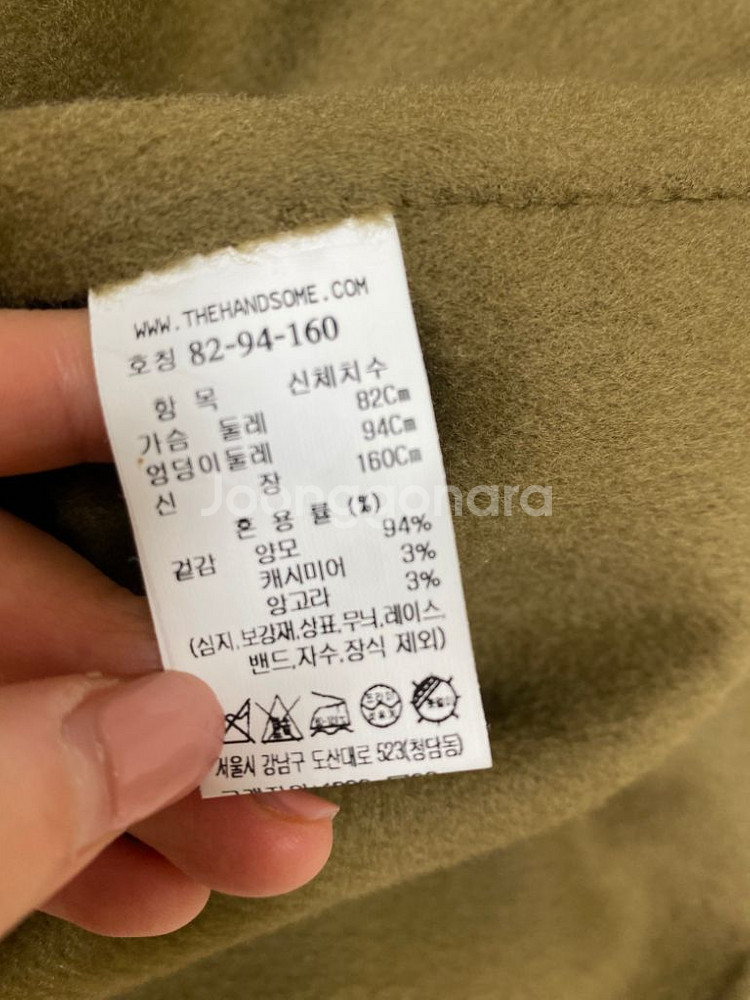 WWW.THEHANDSOME.COM
호칭 82-94-160
항 목 신체치수
가슴 둘레 82Cm
엉덩이둘레 94Cm
신 장 160Cm
Joonggonara
혼 용 률 (%)
겉감 양모 94%
캐시미어 3%
앙고라 3%
(심지,보강재,상표,무늬,레이스,
밴드,자수,장식 제외)
서울시 강남구 도산대로 523(청담동)